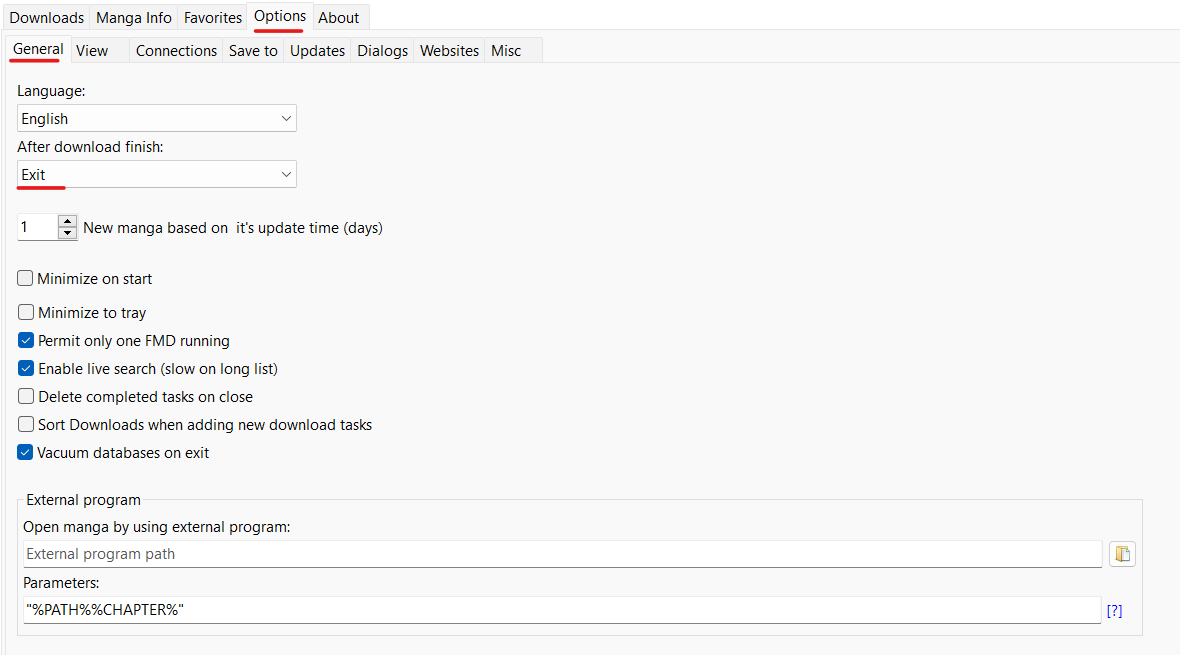 Downloads Manga Info Favorites Options About
General View Connections Save to Updates Dialogs Websites Misc
Language:
English
After download finish:
Exit
1 New manga based on  it's update time (days)
Minimize on start
Minimize to tray
Permit only one FMD running
Enable live search (slow on long list)
Delete completed tasks on close
Sort Downloads when adding new download tasks
Vacuum databases on exit
External program
Open manga by using external program:
External program path
Parameters:
"%PATH%%CHAPTER%" [?]